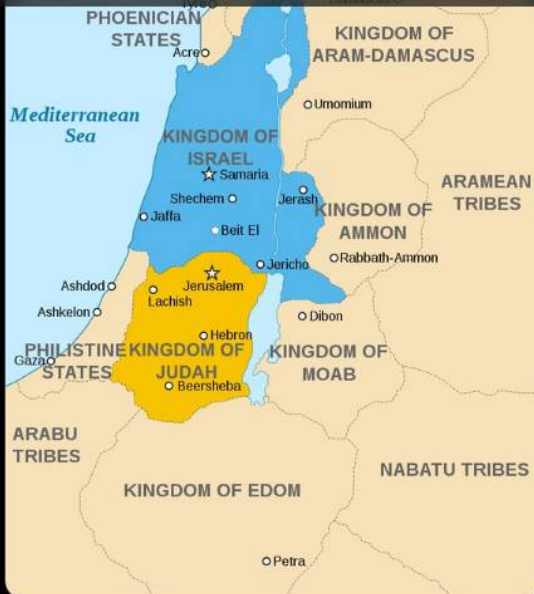 Tyre
PHOENICIAN
STATES
Acre
KINGDOM OF
ARAM-DAMASCUS
Umomium
Mediterranean
Sea
KINGDOM OF
ISRAEL
Samaria
Shechem
Jerash
ARAMEAN
TRIBES
KINGDOM OF
AMMON
Jaffa
Beit El
Jericho
Rabbath-Ammon
Jerusalem
Ashdod
Lachish
Ashkelon
Dibon
Hebron
PHILISTINE
STATES
Gaza
KINGDOM OF
JUDAH
KINGDOM OF
MOAB
Beersheba
ARABU
TRIBES
NABATU TRIBES
KINGDOM OF EDOM
Petra